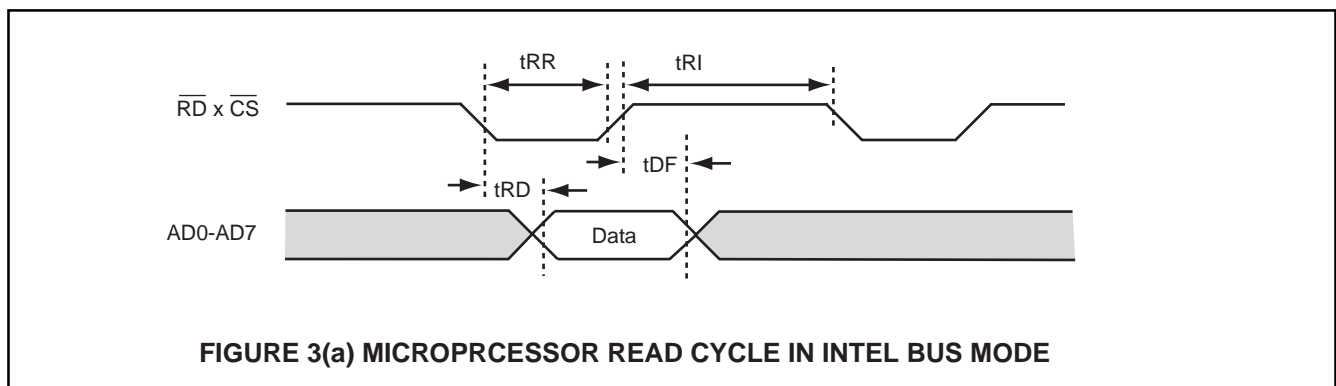 tRR
tRI
RD x CS
tDF
tRD
AD0-AD7
Data
FIGURE 3(a) MICROPRCESSOR READ CYCLE IN INTEL BUS MODE